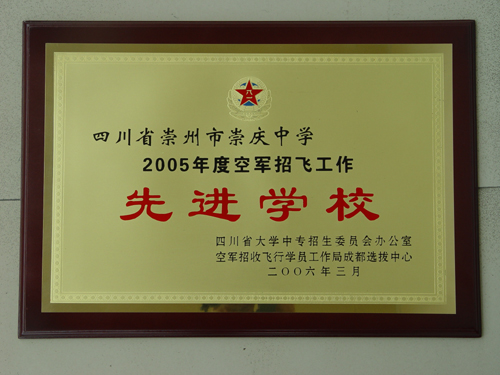 八一
四川省崇州市崇庆中学
2005年度空军招飞工作
先进学校
四川省大学中专招生委员会办公室
空军招收飞行学员工作局成都选拔中心
二〇〇六年三月